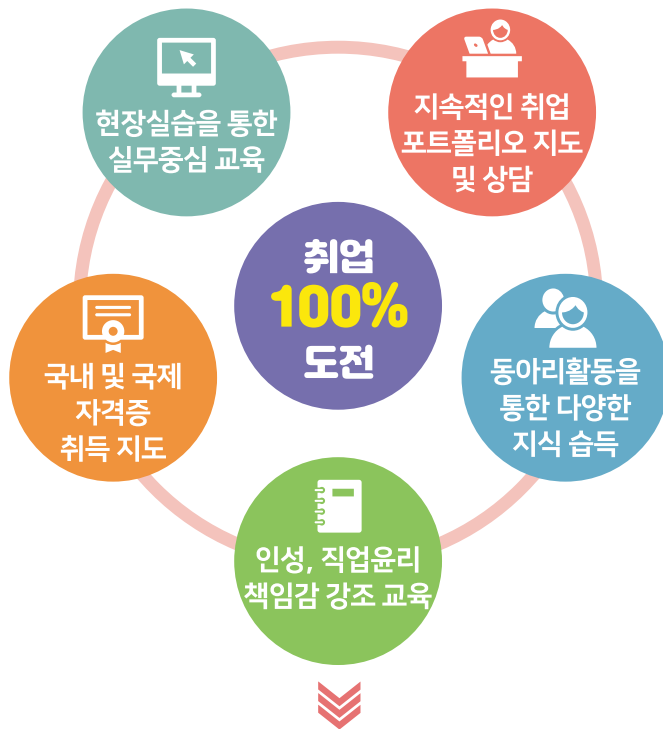 현장실습을 통한
실무중심 교육
지속적인 취업
포트폴리오 지도
및 상담
취업
100%
도전
국내 및 국제
자격증
취득 지도
동아리활동을
통한 다양한
지식 습득
인성, 직업윤리
책임감 강조 교육